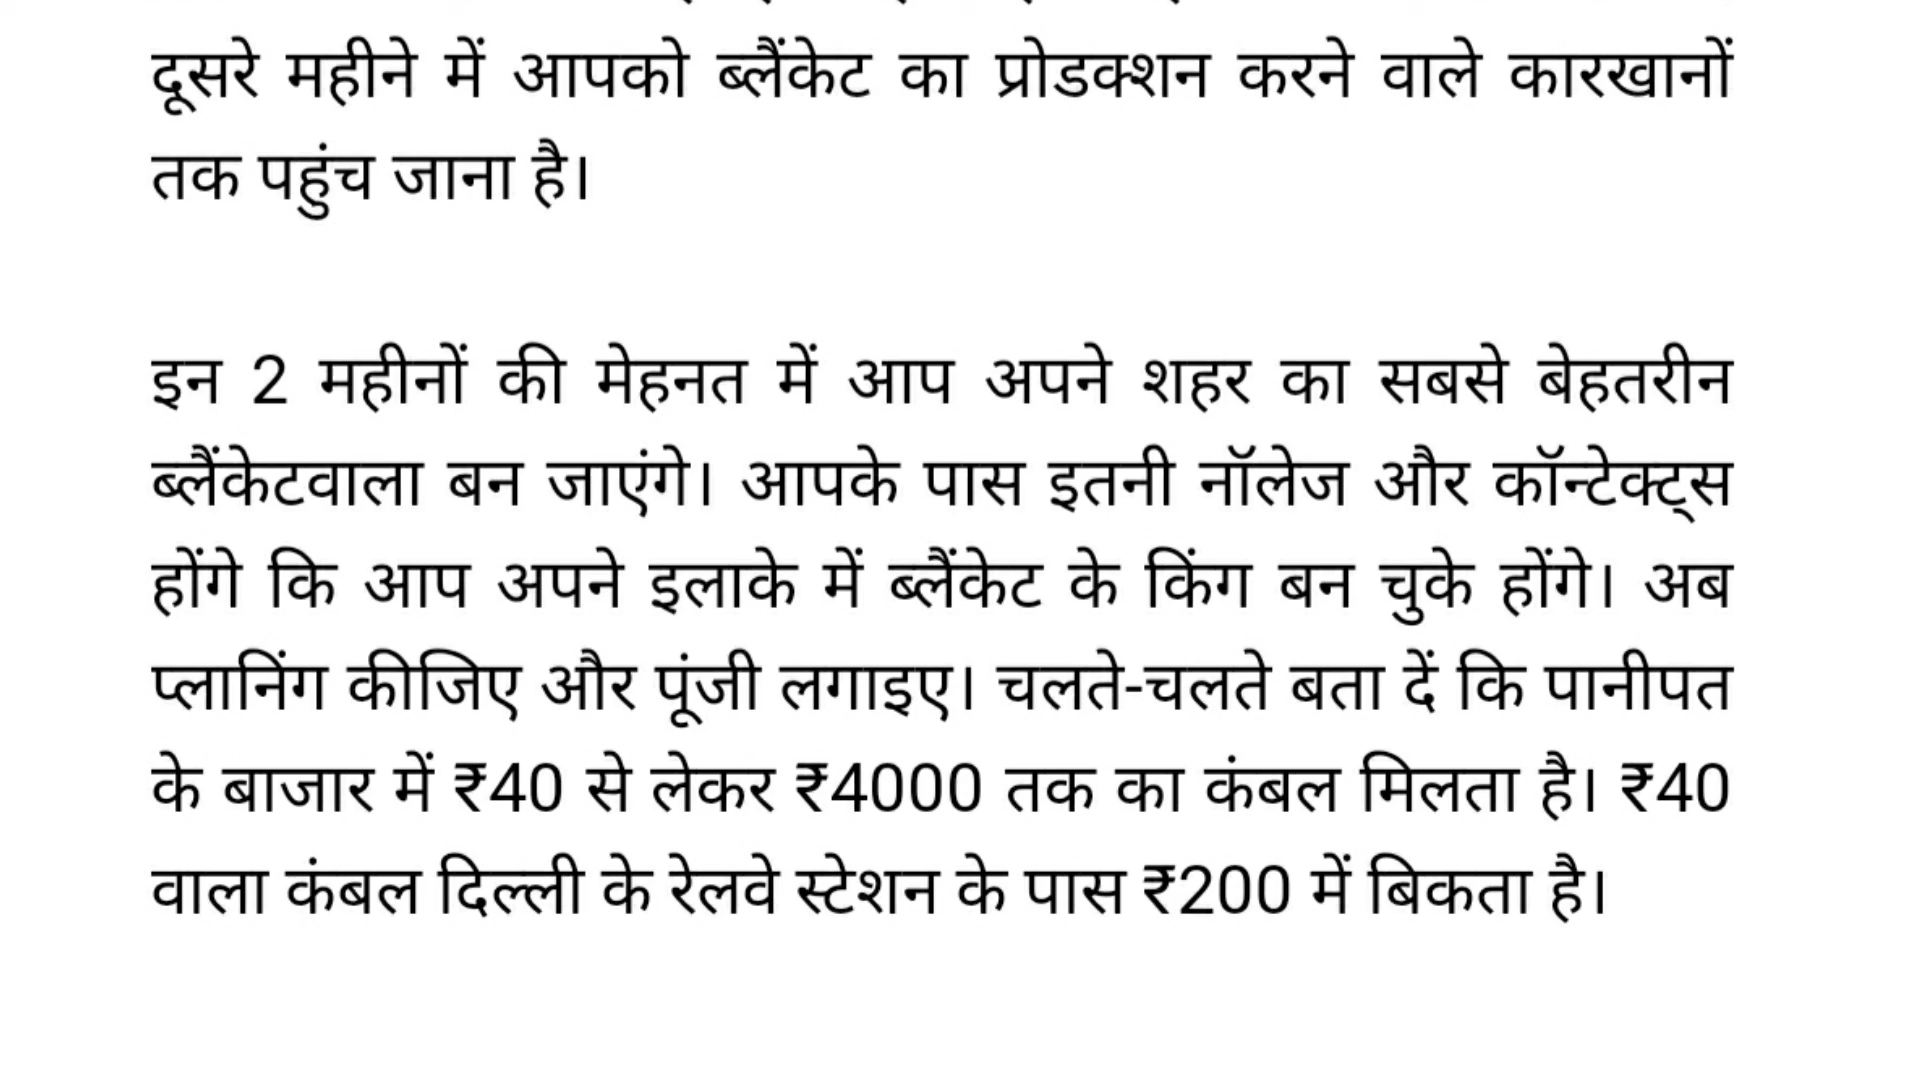 दूसरे महीने में आपको ब्लैंकेट का प्रोडक्शन करने वाले कारखानों
तक पहुंच जाना है।
इन 2 महीनों की मेहनत में आप अपने शहर का सबसे बेहतरीन
ब्लैंकेटवाला बन जाएंगे। आपके पास इतनी नॉलेज और कॉन्टेक्ट्स
होंगे कि आप अपने इलाके में ब्लैंकेट के किंग बन चुके होंगे। अब
प्लानिंग कीजिए और पूंजी लगाइए। चलते-चलते बता दें कि पानीपत
के बाजार में ₹40 से लेकर ₹4000 तक का कंबल मिलता है। ₹40
वाला कंबल दिल्ली के रेलवे स्टेशन के पास ₹200 में बिकता है।